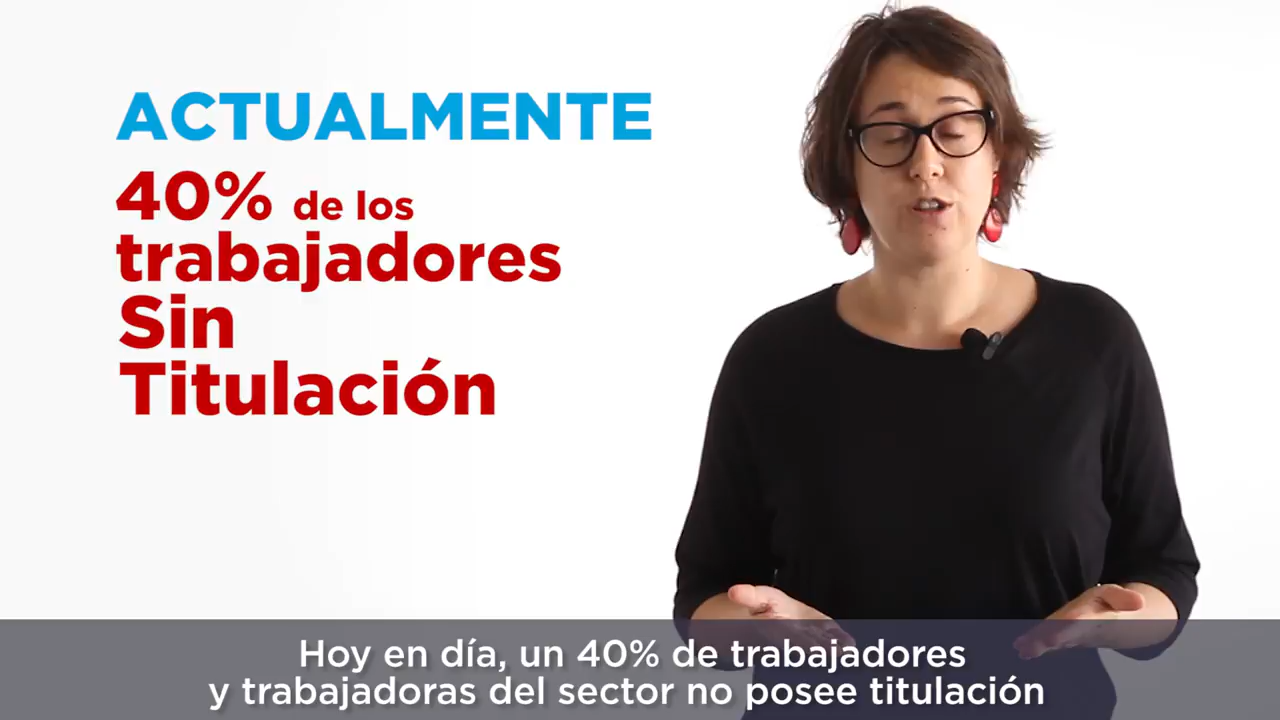 ACTUALMENTE
40% de los
trabajadores
Sin
Titulación
Hoy en día, un 40% de trabajadores
y trabajadoras del sector no posee titulación